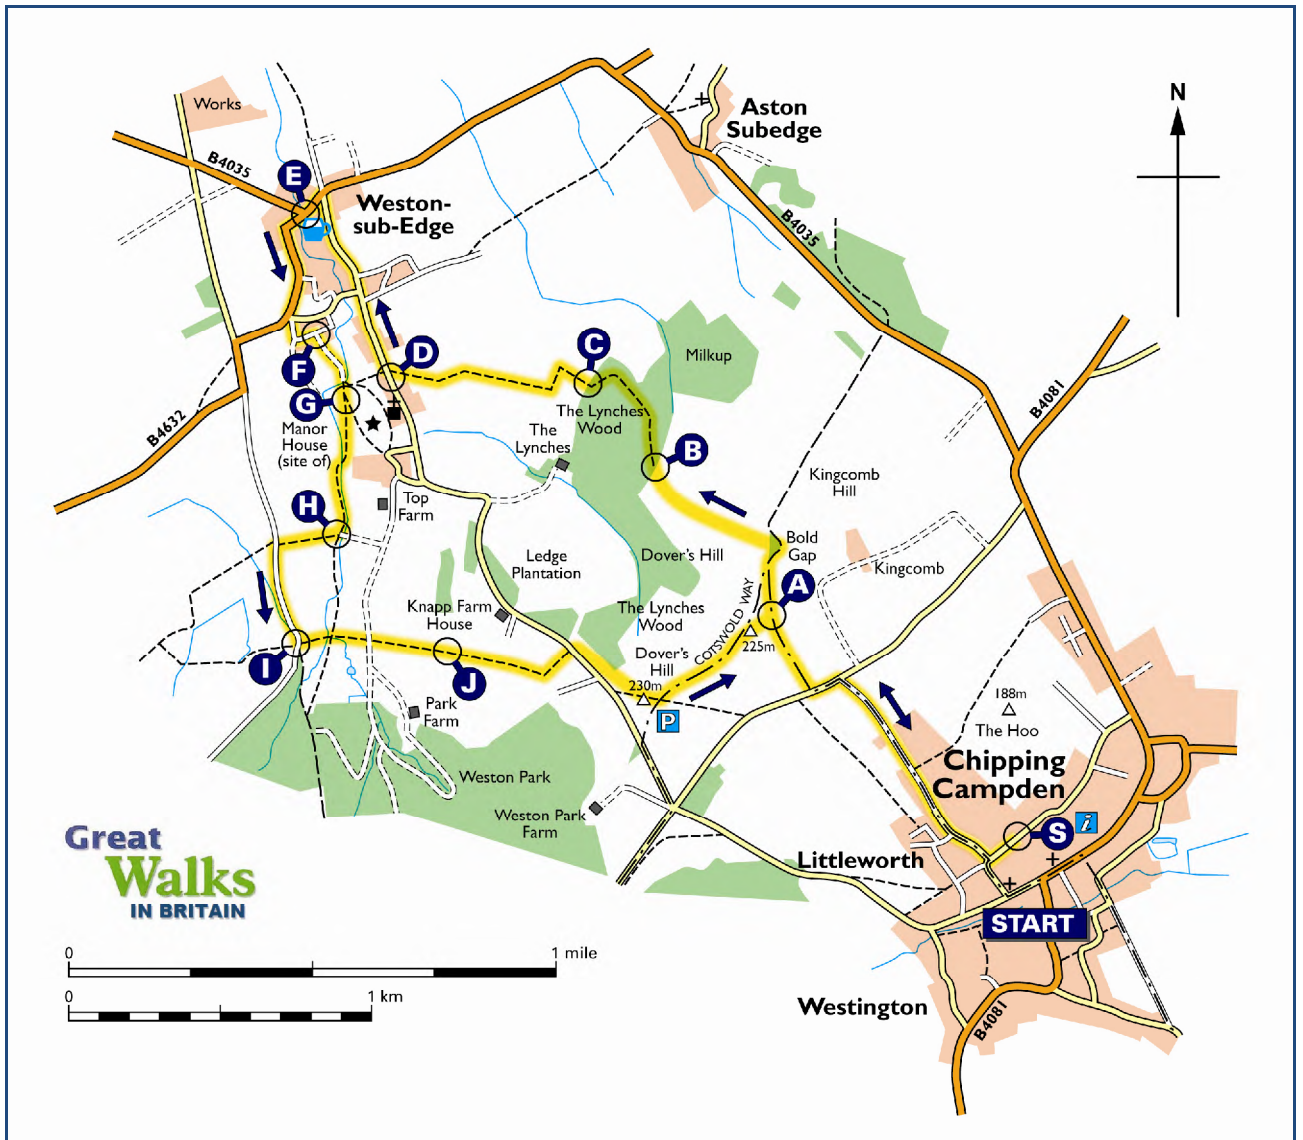 Works
Aston
Subedge
N
B4035
E
Weston-
sub-Edge
B4035
D
C
Milkup
F
G
B4081
B4632
Manor
House
(site of)
The Lynches
Wood
The
Lynches
B
Kingcomb
Hill
H
Top
Farm
Bold
Gap
Dover's Hill
Ledge
Plantation
Kingcomb
A
COTSWOLD WAY
Knapp Farm
House
The Lynches
Wood
225m
Dover's
Hill
230m
I
J
P
188m
The Hoo
Park
Farm
Weston Park
Chipping
Campden
Weston Park
Farm
S
i
Littleworth
Great
Walks
IN BRITAIN
START
0
1 mile
0
1 km
Westington
B4081